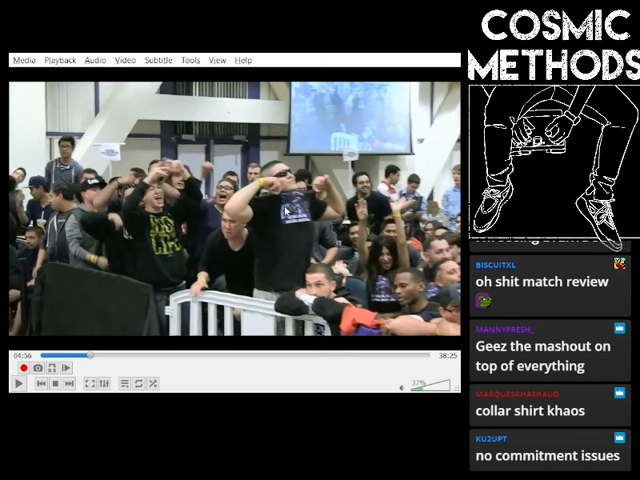 COSMIC
METHODS
Media Playback Audio Video Subtitle Tools View Help
04:56
38:25
37%
BISCUITXL
oh shit match review
MANNYFRESH_
Geez the mashout on
top of everything
MARQUESRHASHAUD
collar shirt khaos
KU2UPT
no commitment issues